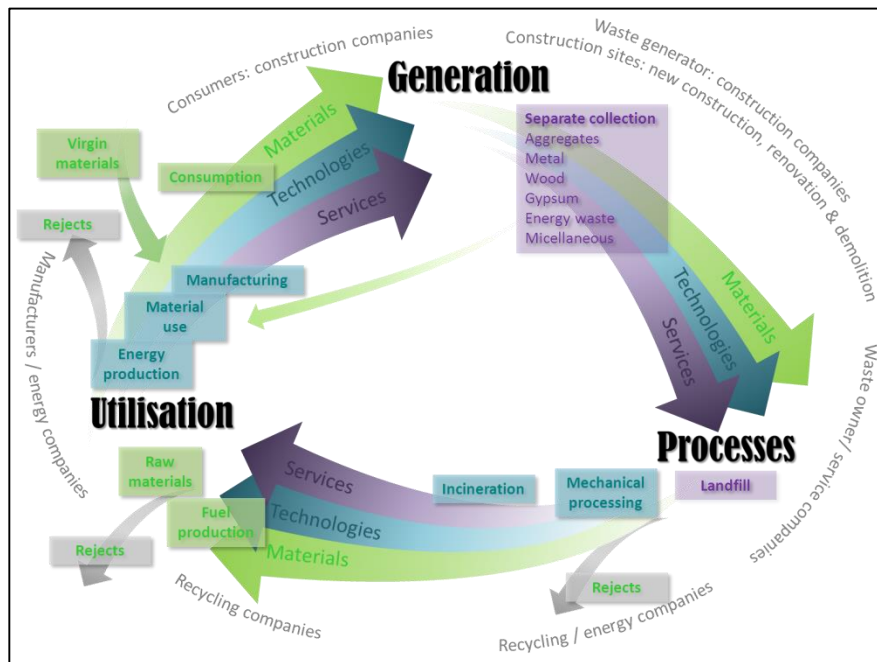 Consumers: construction companies
Generation
Waste generator: construction companies
Construction sites: new construction, renovation & demolition
Virgin
materials
Consumption
Materials
Technologies
Services
Separate collection
Aggregates
Metal
Wood
Gypsum
Energy waste
Micellaneous
Rejects
Manufacturing
Material
use
Energy
production
Manufacturers / energy companies
Materials
Technologies
Services
Utilisation
Processes
Waste owner/ service companies
Raw
materials
Fuel
production
Rejects
Services
Technologies
Materials
Incineration
Mechanical
processing
Landfill
Rejects
Recycling companies
Recycling / energy companies